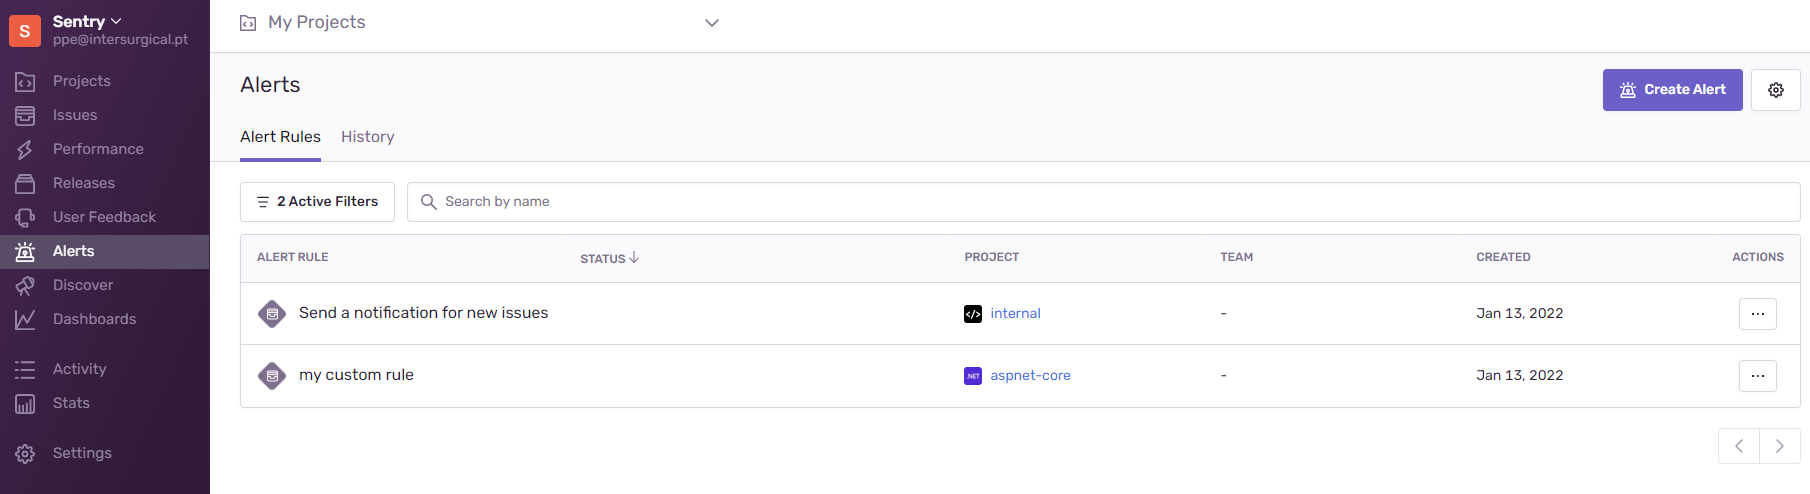 S
Sentry
ppe@intersurgical.pt
Projects
Issues
Performance
Releases
User Feedback
Alerts
Discover
Dashboards
Activity
Stats
Settings
My Projects
Alerts
Create Alert
Alert Rules History
2 Active Filters
Search by name
ALERT RULE STATUS PROJECT TEAM CREATED ACTIONS
Send a notification for new issues </> internal - Jan 13, 2022 ...
my custom rule .NET aspnet-core - Jan 13, 2022 ...